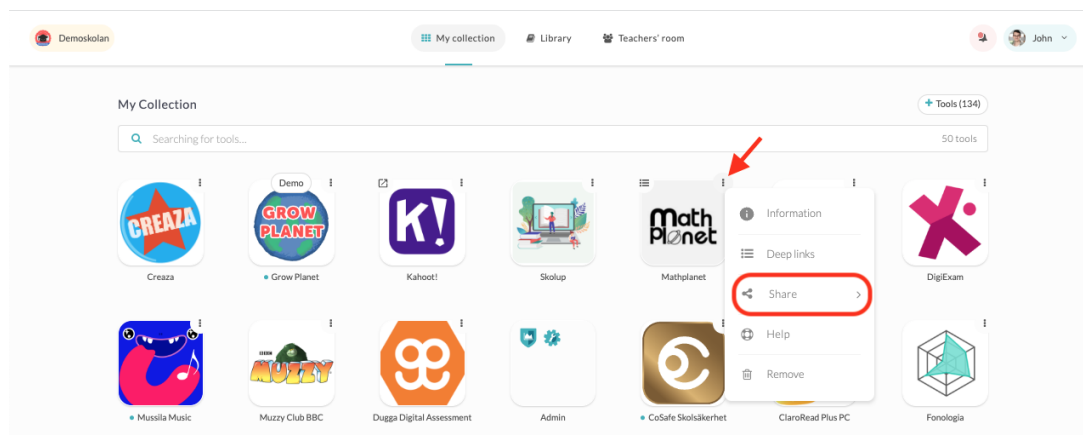 Demoskolan
My collection
Library
Teachers' room
John
My Collection
+ Tools (134)
Searching for tools...
50 tools
CREAZA
Demo
GROW
PLANET
K!
Math
Planet
Information
Deep links
Share
Help
Remove
Creaza
Grow Planet
Kahoot!
Skolup
Mathplanet
DigiExam
BBC
MUZZY
Mussila Music
Muzzy Club BBC
Dugga Digital Assessment
Admin
CoSafe Skolsäkerhet
ClaroRead Plus PC
Fonologia